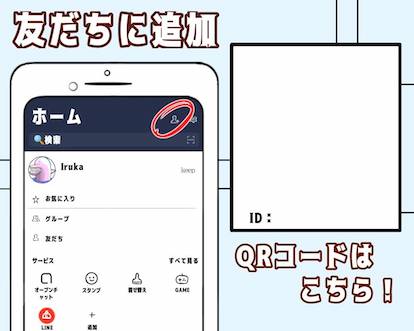 友だちに追加
ホーム
検索
Iruka
keep
お気に入り
グループ
友だち
サービス
すべて見る
オープンチャット
スタンプ
着せ替え
GAME
LINE
追加
ID：
QRコードは
こちら！